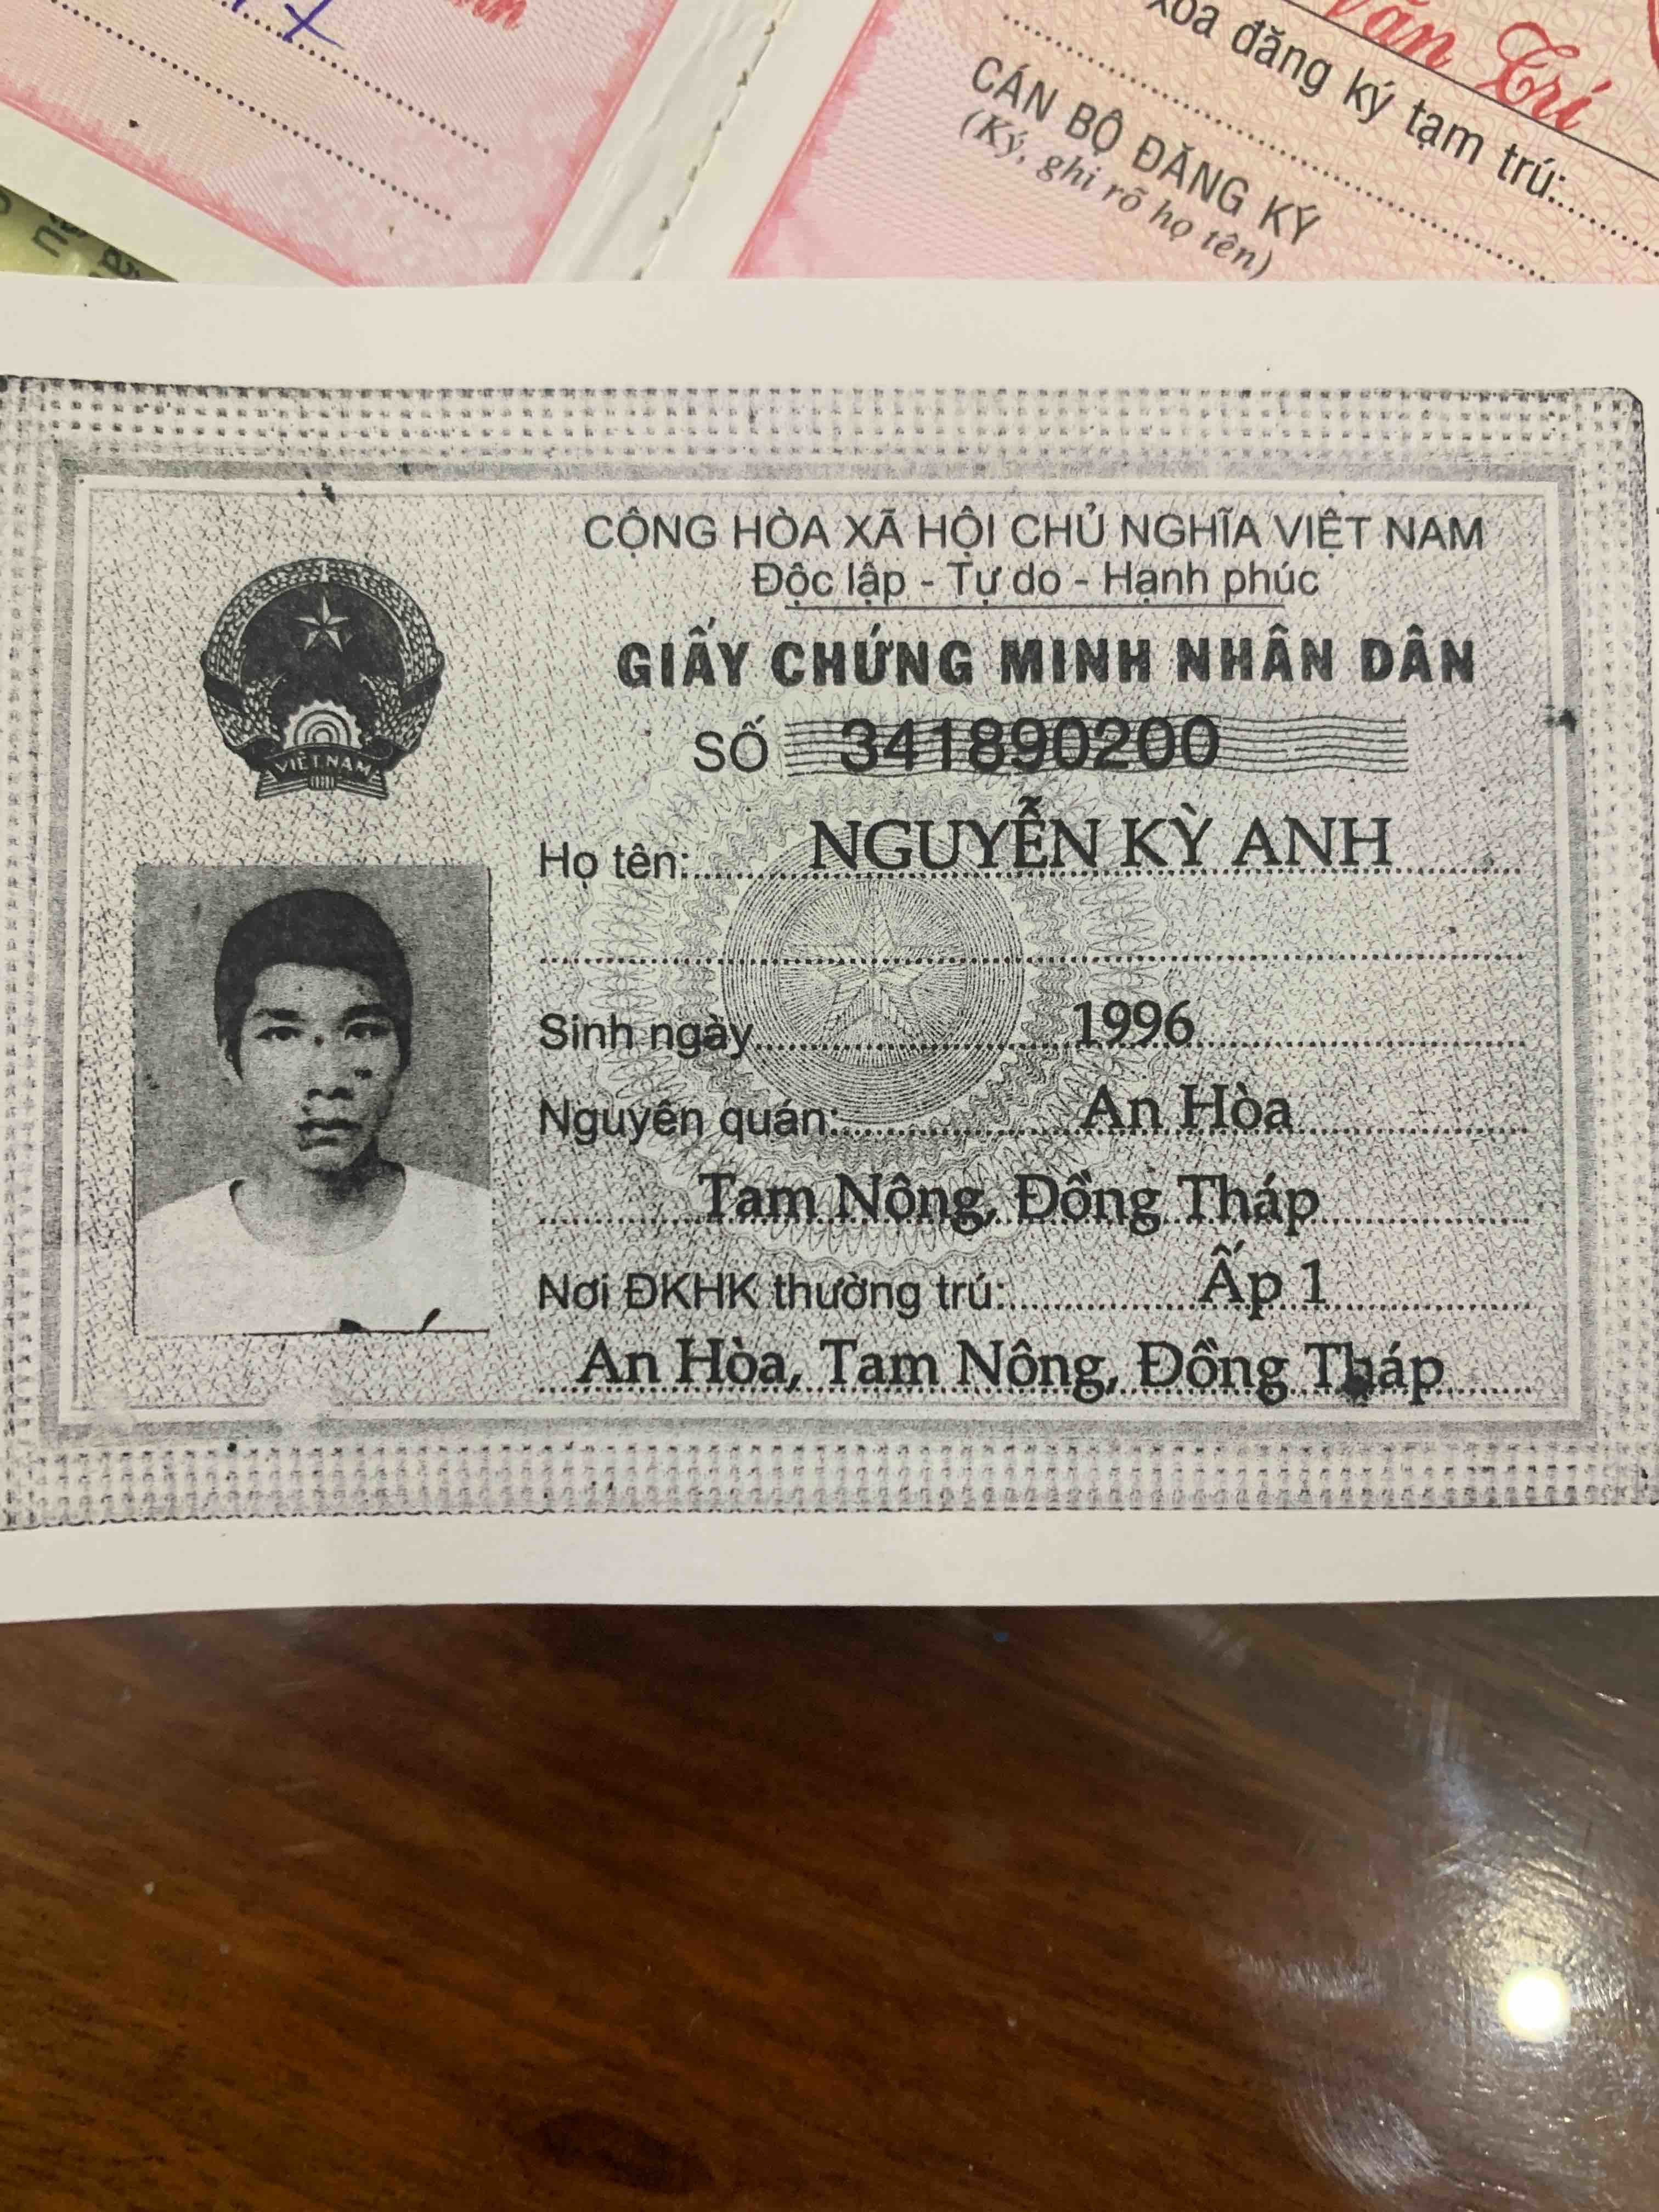 Văn Trí
xóa đăng ký tạm trú:
CÁN BỘ ĐĂNG KÝ
(Ký, ghi rõ họ tên)
CỘNG HÒA XÃ HỘI CHỦ NGHĨA VIỆT NAM
Độc lập - Tự do - Hạnh phúc
GIẤY CHỨNG MINH NHÂN DÂN
SỐ 341890200
VIỆT NAM
Họ tên: NGUYỄN KỲ ANH
Sinh ngày 1996
Nguyên quán: An Hòa
Tam Nông, Đồng Tháp
Nơi ĐKHK thường trú: Ấp 1
An Hòa, Tam Nông, Đồng Tháp